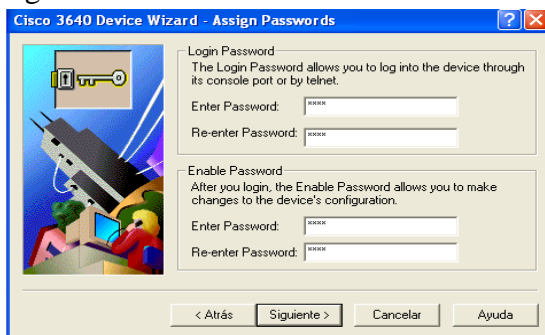 Cisco 3640 Device Wizard - Assign Passwords
Login Password
The Login Password allows you to log into the device through
its console port or by telnet.
Enter Password: ××××
Re-enter Password: ××××
Enable Password
After you login, the Enable Password allows you to make
changes to the device's configuration.
Enter Password: ××××
Re-enter Password: ××××
< Atrás Siguiente > Cancelar Ayuda